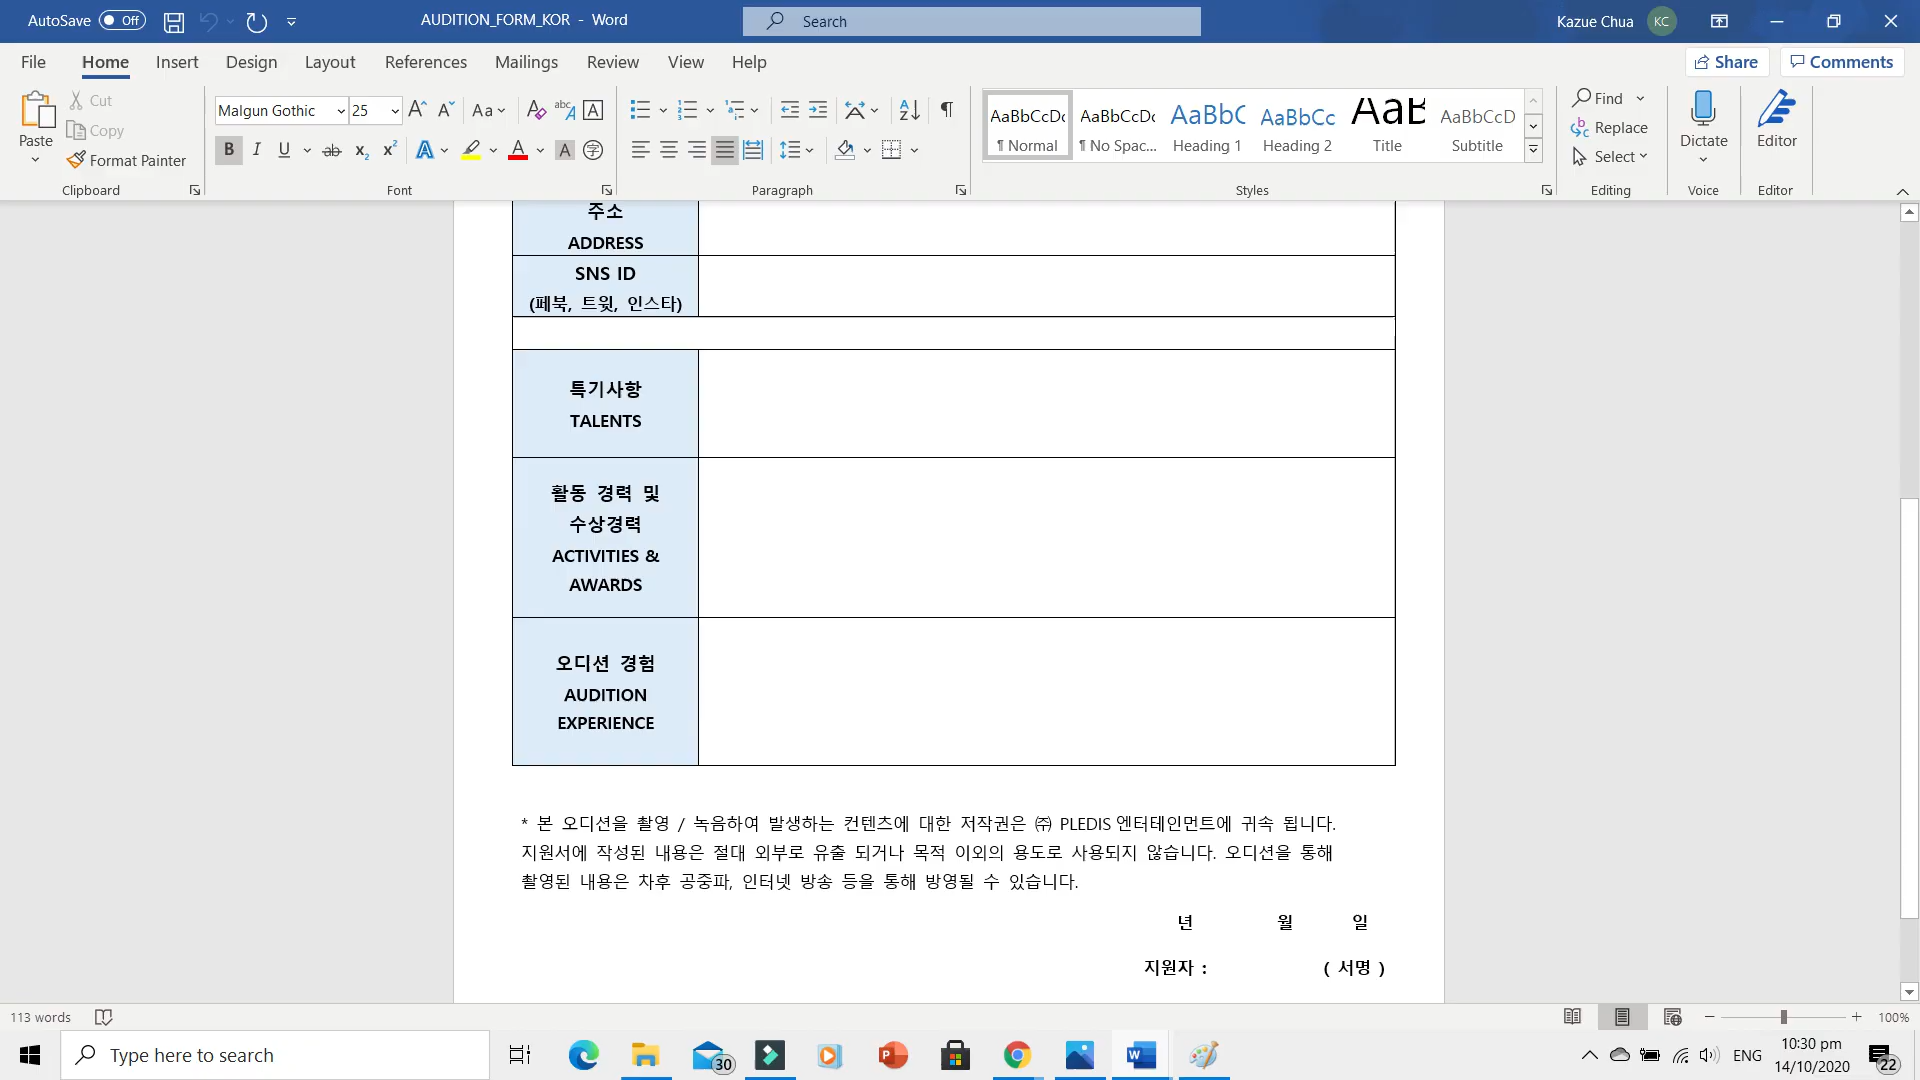 AutoSave Off
AUDITION_FORM_KOR - Word
Search
Kazue Chua KC
File Home Insert Design Layout References Mailings Review View Help
Share Comments
Paste
Cut
Copy
Format Painter
Clipboard
Malgun Gothic 25
Font
Paragraph
AaBbCcDc AaBbCcDc AaBbC AaBbCc AaB AaBbCcD
¶ Normal ¶ No Spac... Heading 1 Heading 2 Title Subtitle
Styles
Find
Replace
Select
Editing
Dictate
Voice
Editor
Editor
주소
ADDRESS
SNS ID
(페북, 트윗, 인스타)
특기사항
TALENTS
활동 경력 및
수상경력
ACTIVITIES &
AWARDS
오디션 경험
AUDITION
EXPERIENCE
* 본 오디션을 촬영 / 녹음하여 발생하는 컨텐츠에 대한 저작권은 ㈜ PLEDIS 엔터테인먼트에 귀속 됩니다.
지원서에 작성된 내용은 절대 외부로 유출 되거나 목적 이외의 용도로 사용되지 않습니다. 오디션을 통해
촬영된 내용은 차후 공중파, 인터넷 방송 등을 통해 방영될 수 있습니다.
년 월 일
지원자 : ( 서명 )
113 words
100%
Type here to search
30
ENG
10:30 pm
14/10/2020
22